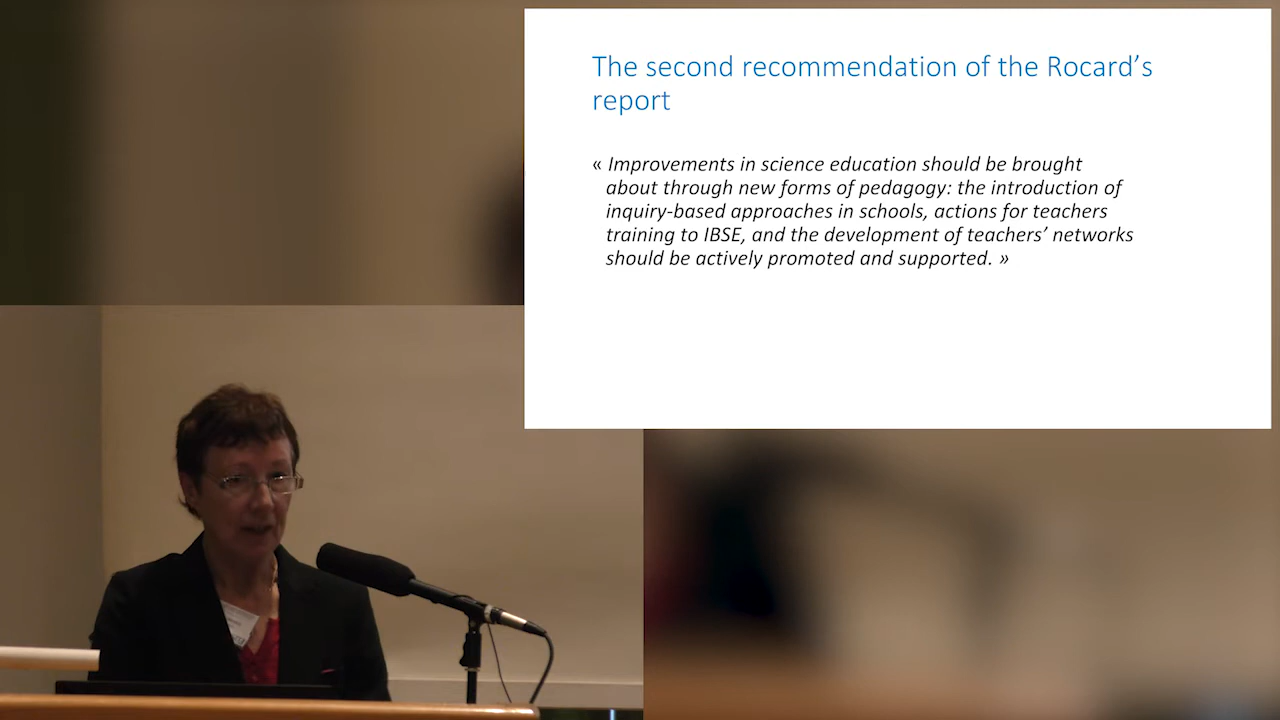 The second recommendation of the Rocard's
report
« Improvements in science education should be brought
about through new forms of pedagogy: the introduction of
inquiry-based approaches in schools, actions for teachers
training to IBSE, and the development of teachers' networks
should be actively promoted and supported. »